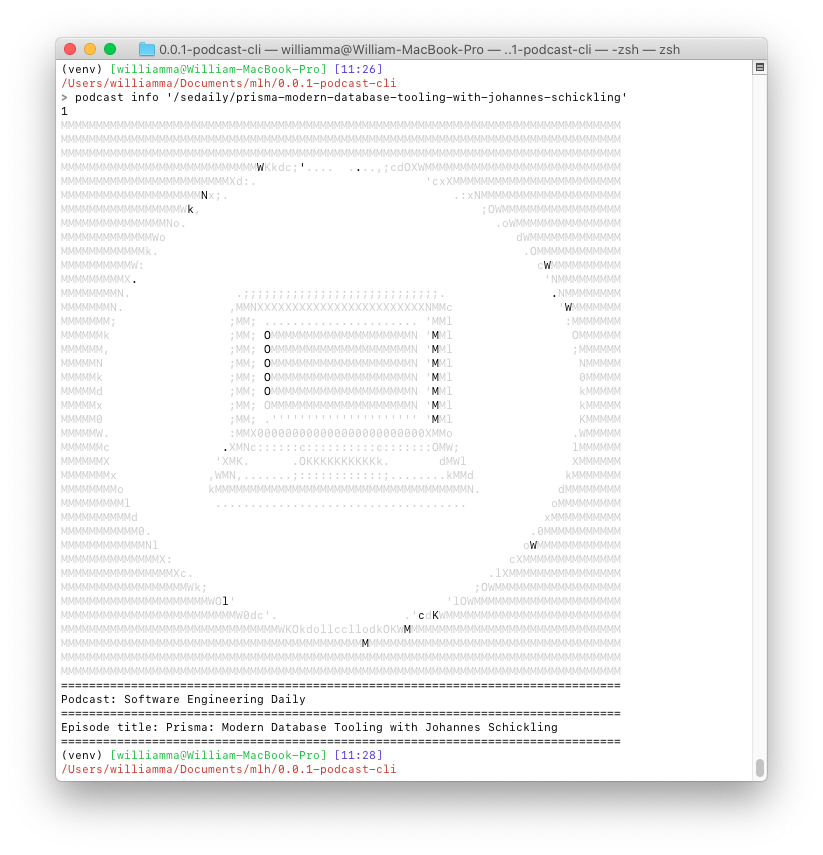 0.0.1-podcast-cli — williamma@William-MacBook-Pro — ..1-podcast-cli — -zsh — zsh
(venv) [williamma@William-MacBook-Pro] [11:26]
/Users/williamma/Documents/mlh/0.0.1-podcast-cli
> podcast info '/sedaily/prisma-modern-database-tooling-with-johannes-schickling'
1
Podcast: Software Engineering Daily
Episode title: Prisma: Modern Database Tooling with Johannes Schickling
(venv) [williamma@William-MacBook-Pro] [11:28]
/Users/williamma/Documents/mlh/0.0.1-podcast-cli